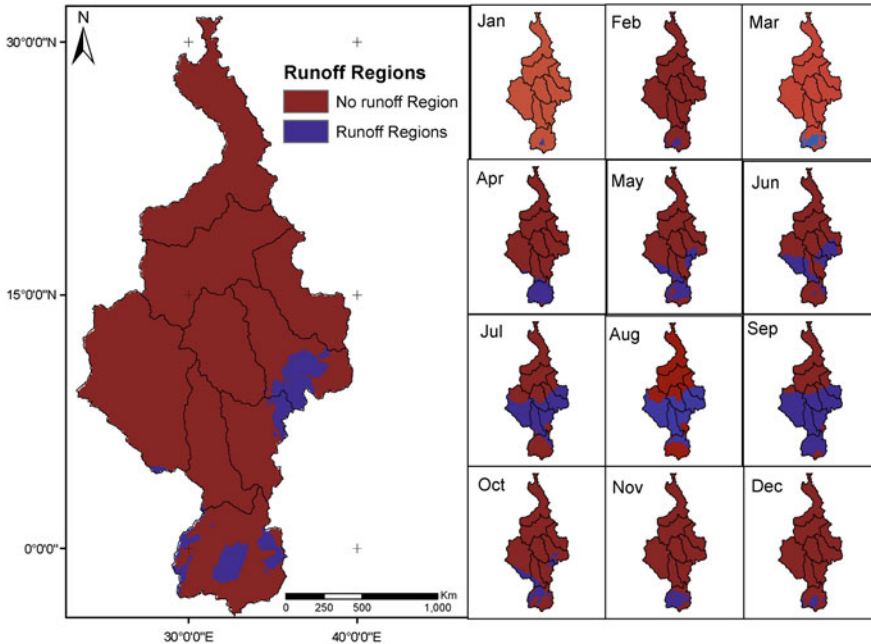 N
30°0'0"N
15°0'0"N
0°0'0"
30°0'0"E
40°0'0"E
Runoff Regions
No runoff Region
Runoff Regions
Km
0 250 500 1,000
Jan
Feb
Mar
Apr
May
Jun
Jul
Aug
Sep
Oct
Nov
Dec